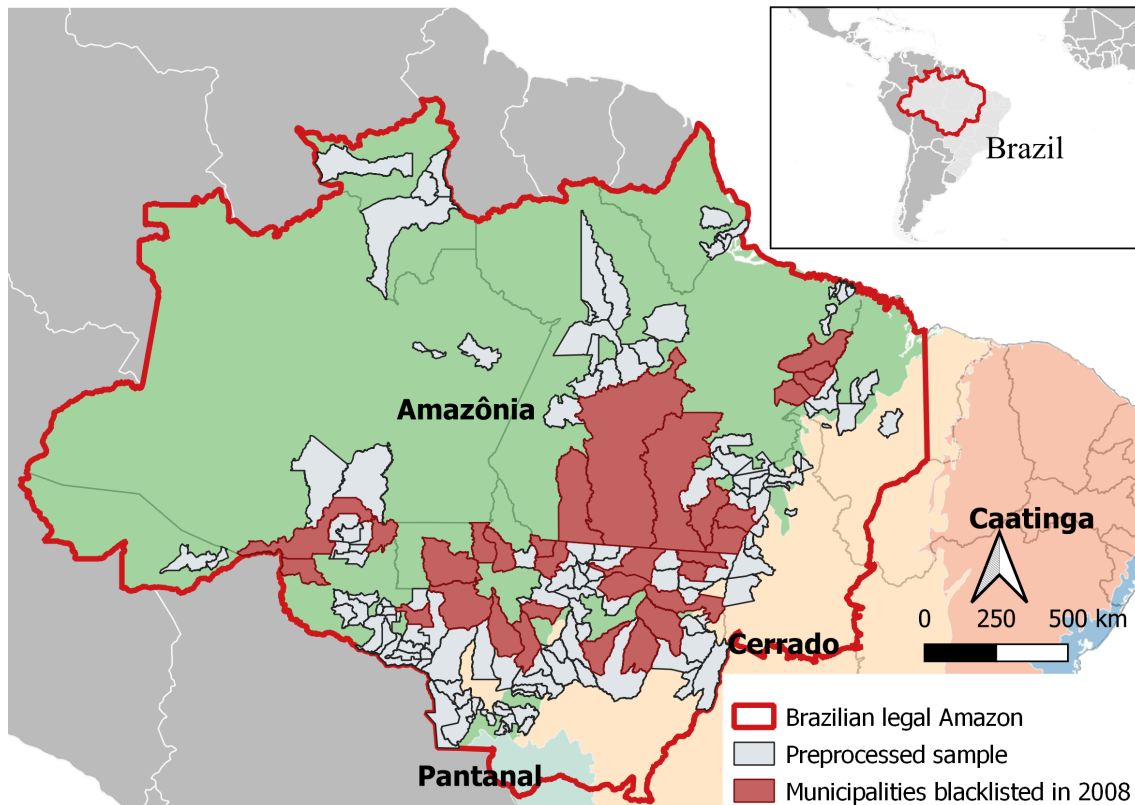 Brazil
Amazônia
Caatinga
0 250 500 km
Cerrado
Brazilian legal Amazon
Preprocessed sample
Pantanal
Municipalities blacklisted in 2008